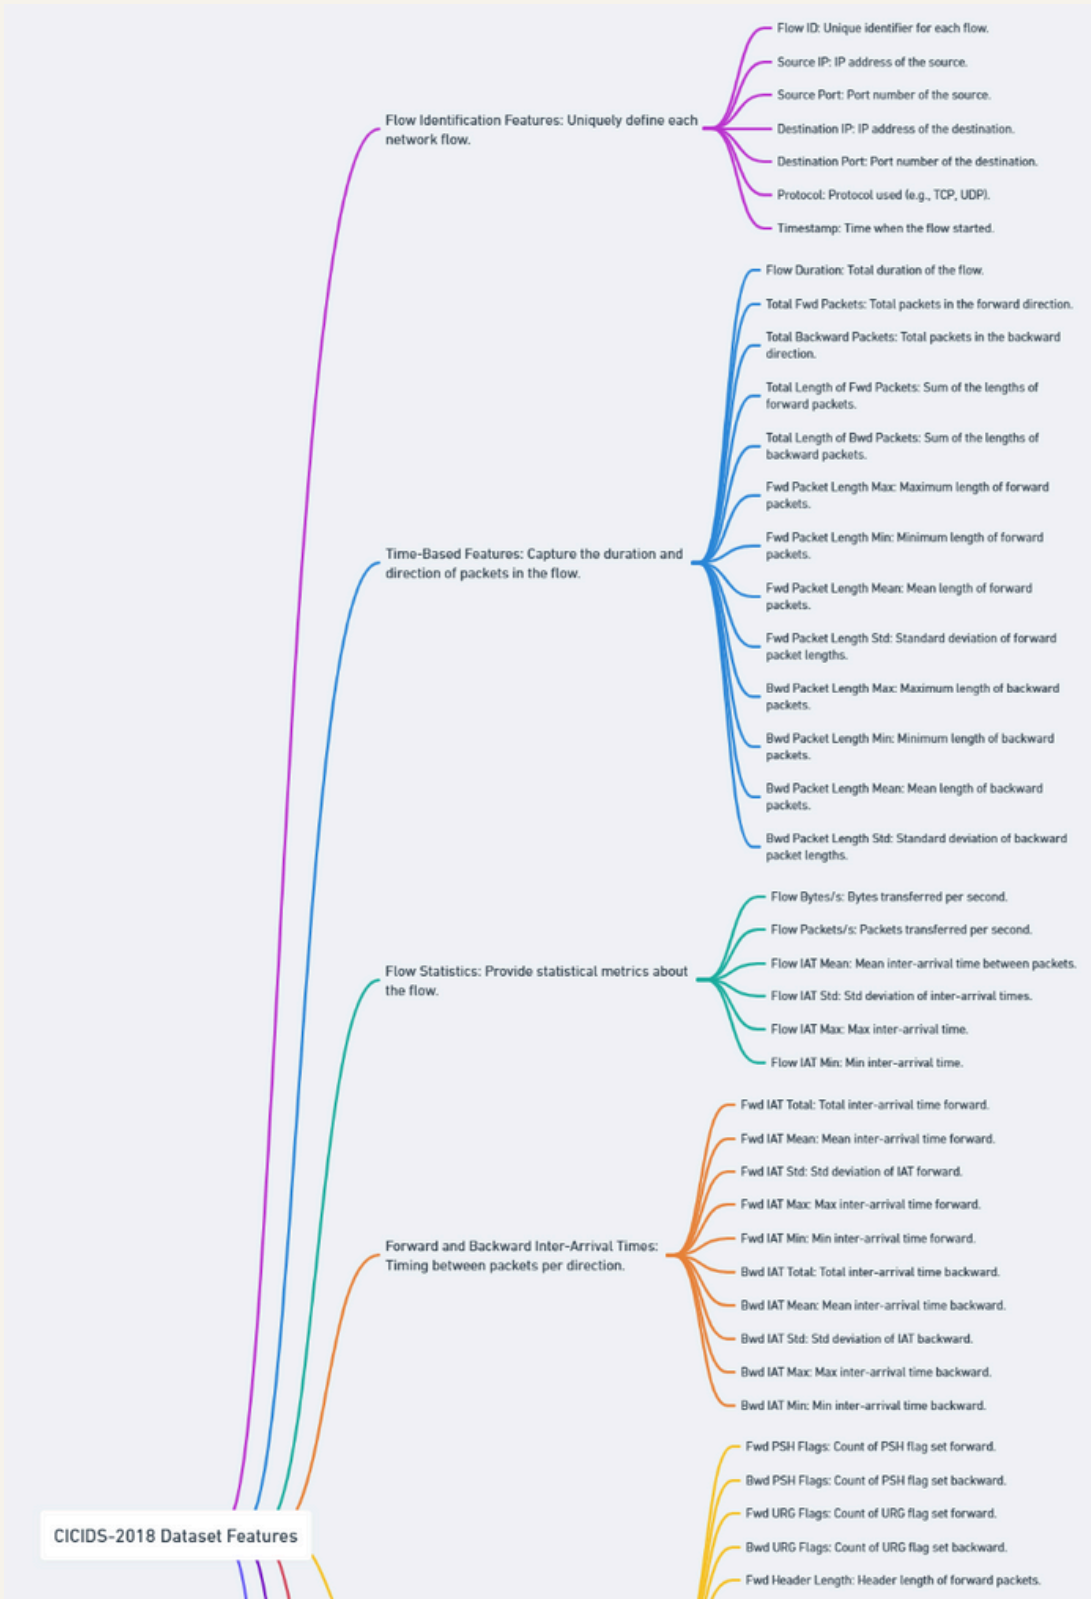 Flow Identification Features: Uniquely define each
network flow.
Flow ID: Unique identifier for each flow.
Source IP: IP address of the source.
Source Port: Port number of the source.
Destination IP: IP address of the destination.
Destination Port: Port number of the destination.
Protocol: Protocol used (e.g., TCP, UDP).
Timestamp: Time when the flow started.
Time-Based Features: Capture the duration and
direction of packets in the flow.
Flow Duration: Total duration of the flow.
Total Fwd Packets: Total packets in the forward direction.
Total Backward Packets: Total packets in the backward
direction.
Total Length of Fwd Packets: Sum of the lengths of
forward packets.
Total Length of Bwd Packets: Sum of the lengths of
backward packets.
Fwd Packet Length Max: Maximum length of forward
packets.
Fwd Packet Length Min: Minimum length of forward
packets.
Fwd Packet Length Mean: Mean length of forward
packets.
Fwd Packet Length Std: Standard deviation of forward
packet lengths.
Bwd Packet Length Max: Maximum length of backward
packets.
Bwd Packet Length Min: Minimum length of backward
packets.
Bwd Packet Length Mean: Mean length of backward
packets.
Bwd Packet Length Std: Standard deviation of backward
packet lengths.
Flow Statistics: Provide statistical metrics about
the flow.
Flow Bytes/s: Bytes transferred per second.
Flow Packets/s: Packets transferred per second.
Flow IAT Mean: Mean inter-arrival time between packets.
Flow IAT Std: Std deviation of inter-arrival times.
Flow IAT Max: Max inter-arrival time.
Flow IAT Min: Min inter-arrival time.
Forward and Backward Inter-Arrival Times:
Timing between packets per direction.
Fwd IAT Total: Total inter-arrival time forward.
Fwd IAT Mean: Mean inter-arrival time forward.
Fwd IAT Std: Std deviation of IAT forward.
Fwd IAT Max: Max inter-arrival time forward.
Fwd IAT Min: Min inter-arrival time forward.
Bwd IAT Total: Total inter-arrival time backward.
Bwd IAT Mean: Mean inter-arrival time backward.
Bwd IAT Std: Std deviation of IAT backward.
Bwd IAT Max: Max inter-arrival time backward.
Bwd IAT Min: Min inter-arrival time backward.
Fwd PSH Flags: Count of PSH flag set forward.
Bwd PSH Flags: Count of PSH flag set backward.
Fwd URG Flags: Count of URG flag set forward.
Bwd URG Flags: Count of URG flag set backward.
Fwd Header Length: Header length of forward packets.
CICIDS-2018 Dataset Features